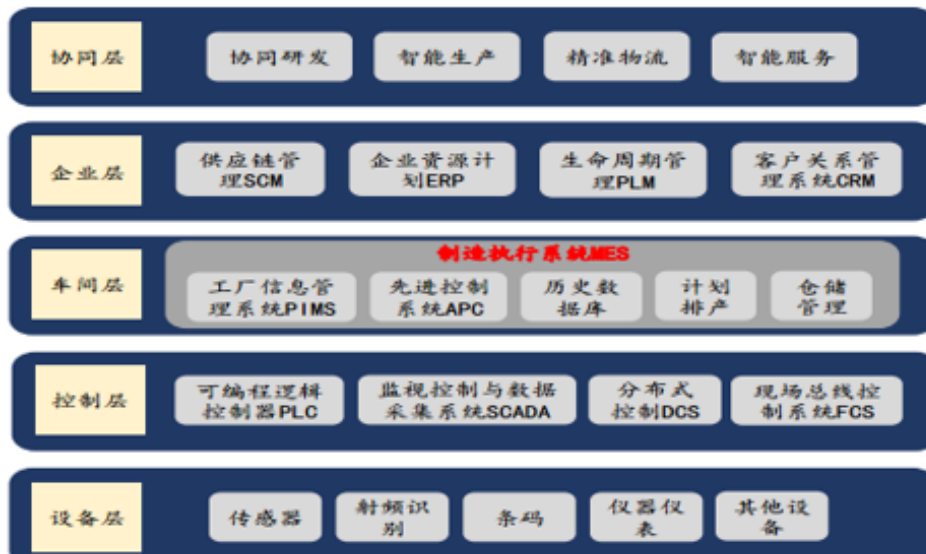 协同层
协同研发
智能生产
精准物流
智能服务
企业层
供应链管
理SCM
企业资源计
划ERP
生命周期管
理PLM
客户关系管
理系统CRM
车间层
制造执行系统MES
工厂信息管
理系统PIMS
先进控制
系统APC
历史数
据库
计划
排产
仓储
管理
控制层
可编程逻辑
控制器PLC
监视控制与数据
采集系统SCADA
分布式
控制DCS
现场总线控
制系统FCS
设备层
传感器
射频识
别
条码
仪器仪
表
其他设
备